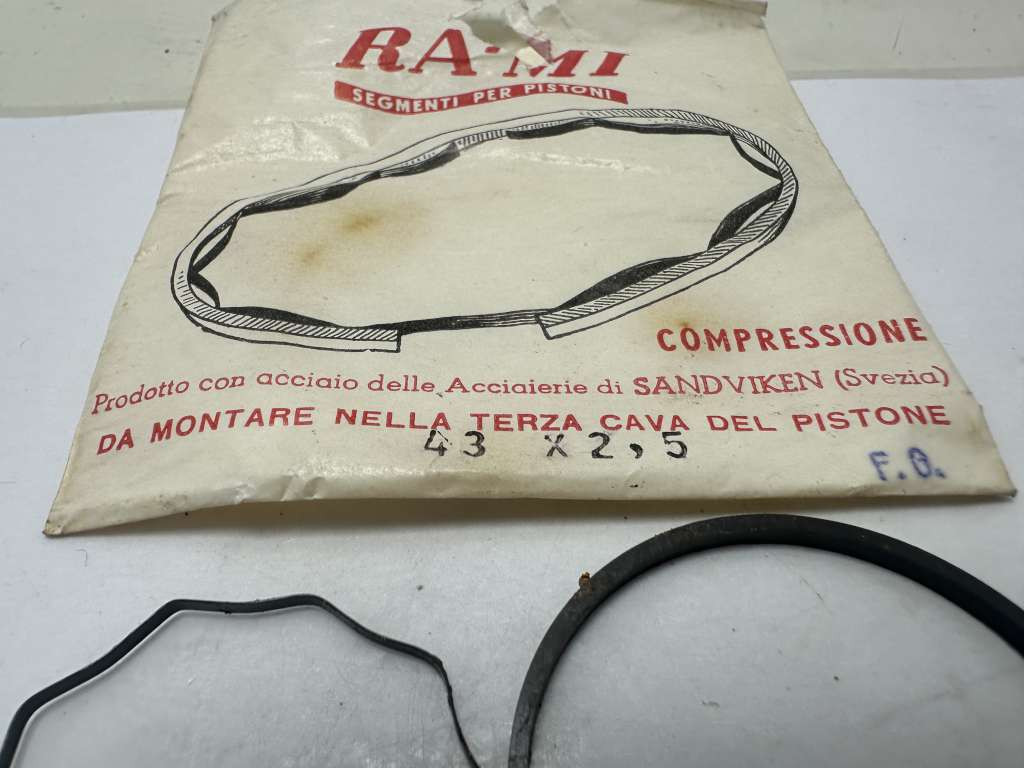 RA-MI
SEGMENTI PER PISTONI
COMPRESSIONE
Prodotto con acciaio delle Acciaierie di SANDVIKEN (Svezia)
DA MONTARE NELLA TERZA CAVA DEL PISTONE
43 X2,5
F.O.